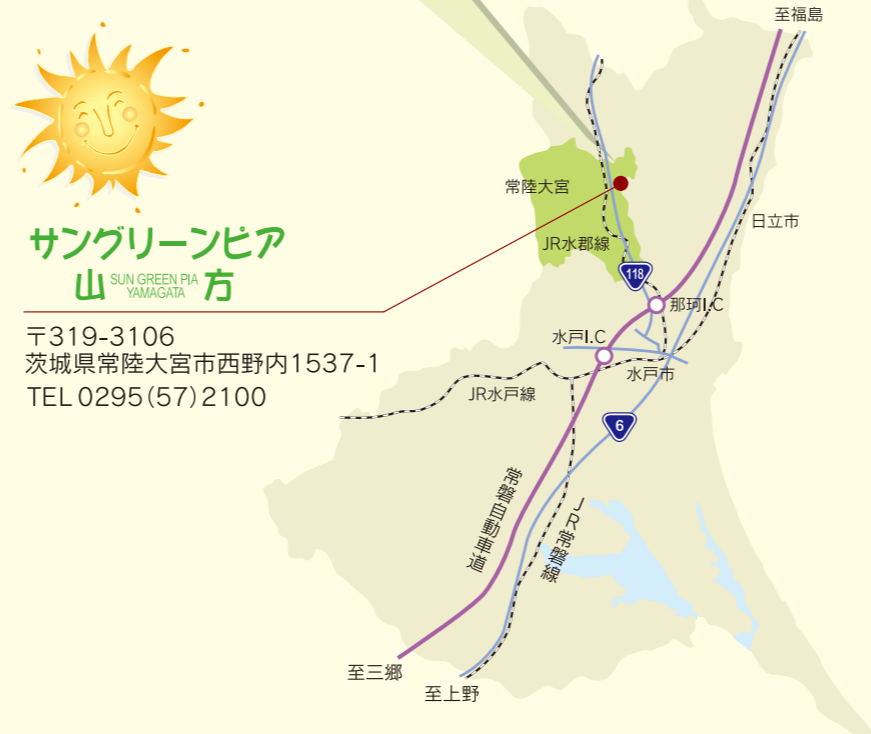 至福島
常陸大宮
日立市
サングリーンピア
JR水郡線
山 SUN GREEN PIA YAMAGATA 方
118
那珂I.C
〒319-3106
水戸I.C
茨城県常陸大宮市西野内1537-1
水戸市
TEL 0295(57)2100
JR水戸線
6
常磐自動車道
JR常磐線
至三郷
至上野